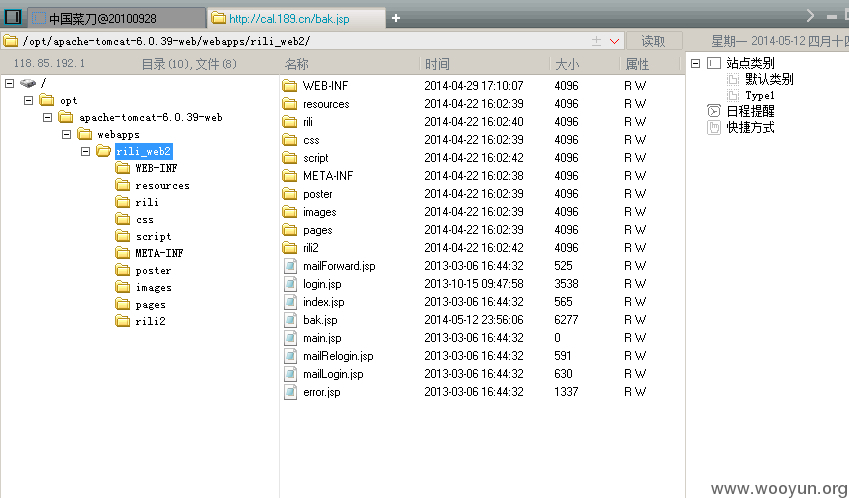 中国菜刀@20100928 http://cal.189.cn/bak.jsp
/opt/apache-tomcat-6.0.39-web/webapps/rili_web2/ 读取 星期一 2014-05-12 四月十四
118.85.192.1 目录(10),文件(8) 名称 时间 大小 属性
/
opt
apache-tomcat-6.0.39-web
webapps
rili_web2
WEB-INF
resources
rili
css
script
META-INF
poster
images
pages
rili2
WEB-INF 2014-04-29 17:10:07 4096 R W
resources 2014-04-22 16:02:39 4096 R W
rili 2014-04-22 16:02:40 4096 R W
css 2014-04-22 16:02:39 4096 R W
script 2014-04-22 16:02:42 4096 R W
META-INF 2014-04-22 16:02:38 4096 R W
poster 2014-04-22 16:02:39 4096 R W
images 2014-04-22 16:02:39 4096 R W
pages 2014-04-22 16:02:39 4096 R W
rili2 2014-04-22 16:02:42 4096 R W
mailForward.jsp 2013-03-06 16:44:32 525 R W
login.jsp 2013-10-15 09:47:58 3538 R W
index.jsp 2013-03-06 16:44:32 565 R W
bak.jsp 2014-05-12 23:56:06 6277 R W
main.jsp 2013-03-06 16:44:32 0 R W
mailRelogin.jsp 2013-03-06 16:44:32 591 R W
mailLogin.jsp 2013-03-06 16:44:32 630 R W
error.jsp 2013-03-06 16:44:32 1337 R W
站点类别
默认类别
Type1
日程提醒
快捷方式
www.wooyun.org